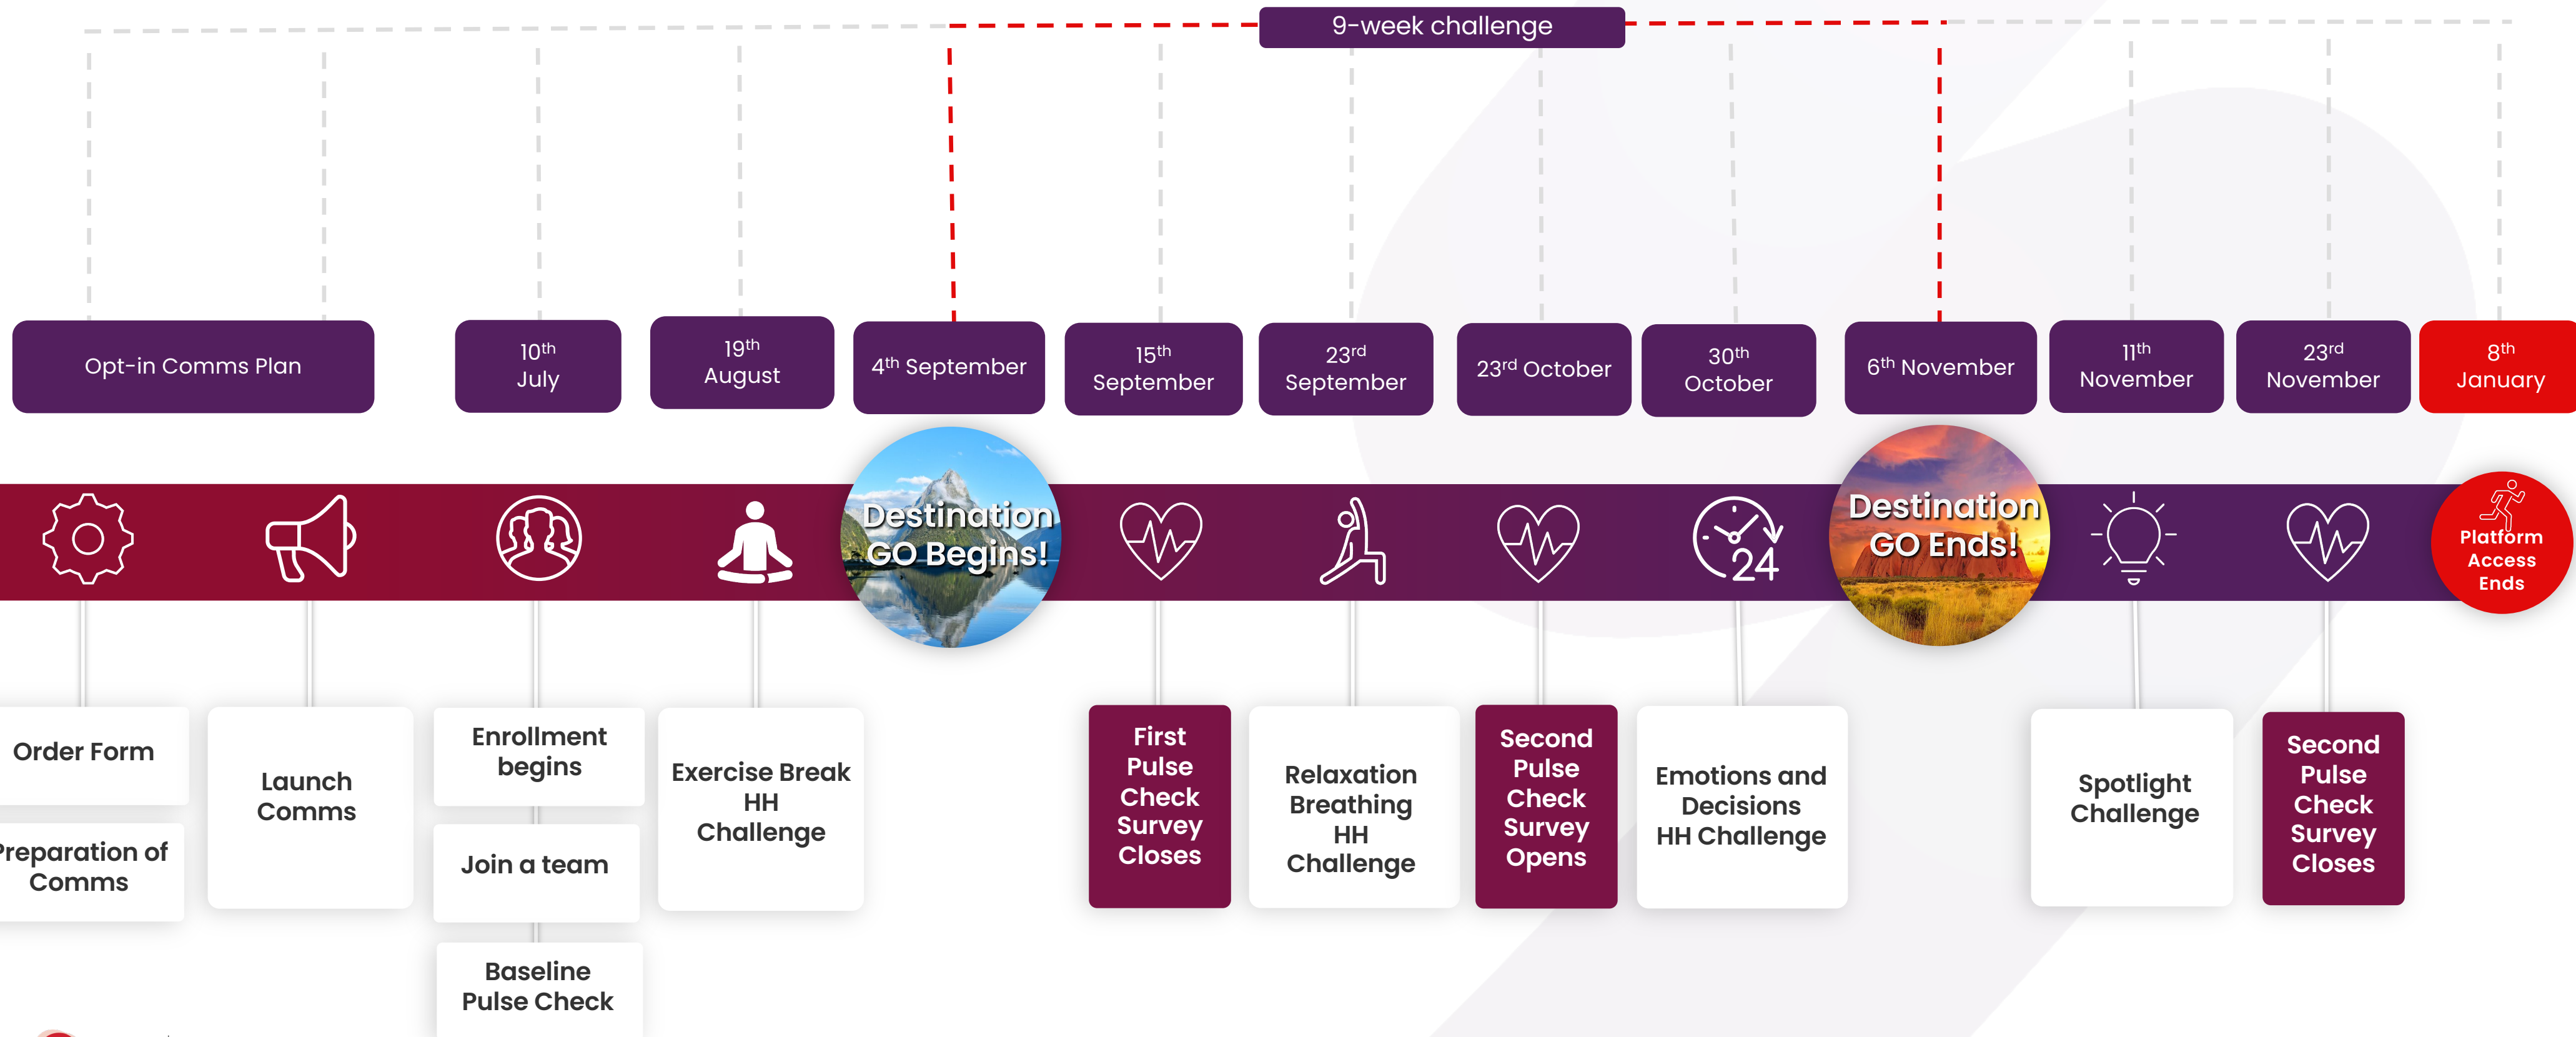 9-week challenge
Opt-in Comms Plan
10th
July
19th
August
4th September
15th
September
23rd
September
23rd October
30th
October
6th November
11th
November
23rd
November
8th
January
Destination
GO Begins!
24
Destination
GO Ends!
Platform
Access
Ends
Order Form
Preparation of
Comms
Launch
Comms
Enrollment
begins
Join a team
Baseline
Pulse Check
Exercise Break
HH
Challenge
First
Pulse
Check
Survey
Closes
Relaxation
Breathing
HH
Challenge
Second
Pulse
Check
Survey
Opens
Emotions and
Decisions
HH Challenge
Spotlight
Challenge
Second
Pulse
Check
Survey
Closes